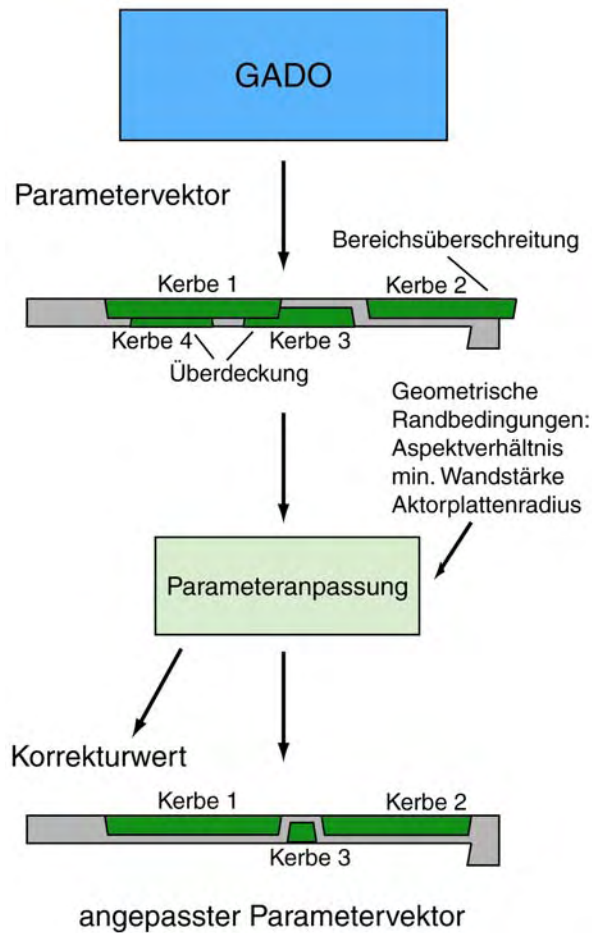 GADO
Parametervektor
Bereichsüberschreitung
Kerbe 1
Kerbe 2
Kerbe 4
Kerbe 3
Überdeckung
Geometrische
Randbedingungen:
Aspektverhältnis
min. Wandstärke
Aktorplattenradius
Parameteranpassung
Korrekturwert
Kerbe 1
Kerbe 2
Kerbe 3
angepasster Parametervektor